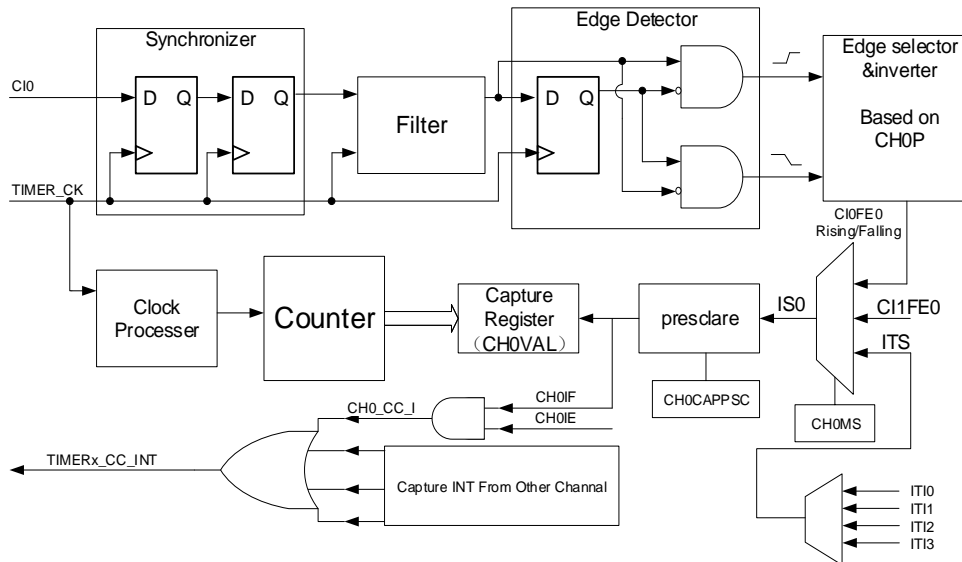 Edge Detector
Synchronizer
Edge selector
&inverter
Based on
CH0P
CI0
D Q
D Q
Filter
D Q
TIMER_CK
CI0FE0
Rising/Falling
Clock
Processer
Counter
Capture
Register
（CH0VAL）
presclare
IS0
CI1FE0
ITS
CH0CAPPSC
CH0MS
CH0_CC_I
CH0IF
CH0IE
TIMERx_CC_INT
Capture INT From Other Channel
ITI0
ITI1
ITI2
ITI3